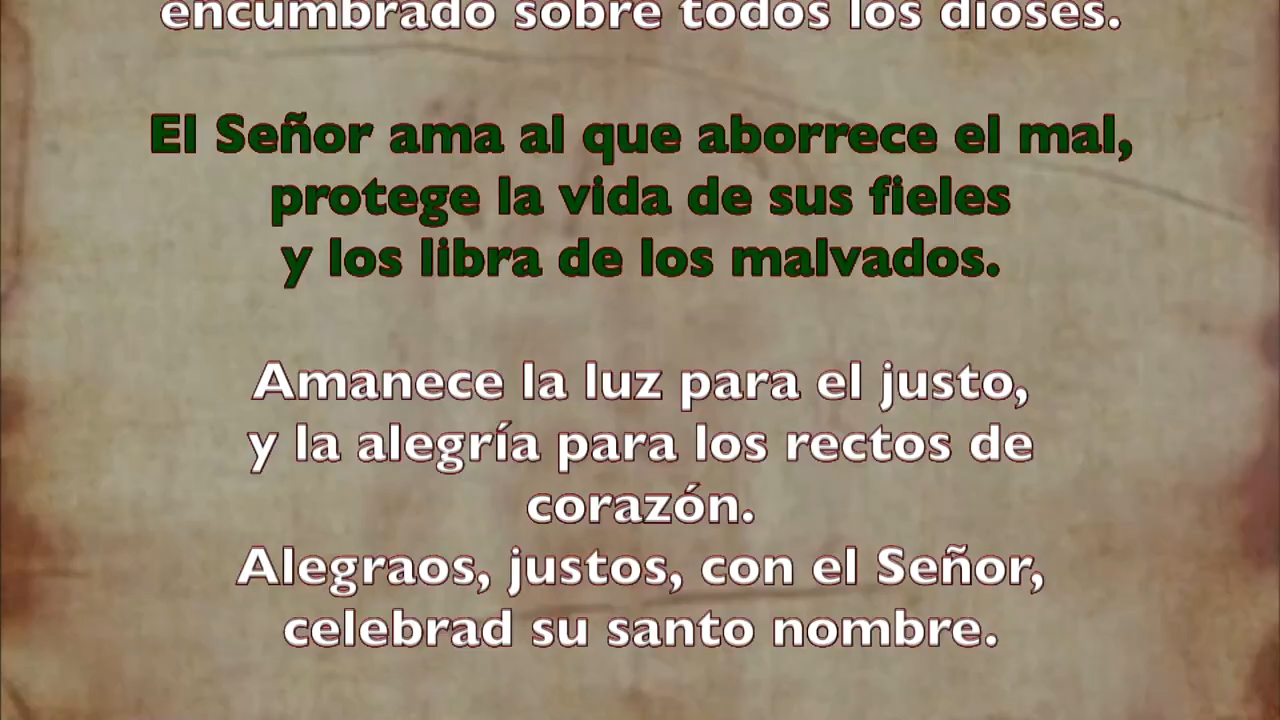 encumbrado sobre todos los dioses.
El Señor ama al que aborrece el mal,
protege la vida de sus fieles
y los libra de los malvados.
Amanece la luz para el justo,
y la alegría para los rectos de
corazón.
Alegraos, justos, con el Señor,
celebrad su santo nombre.